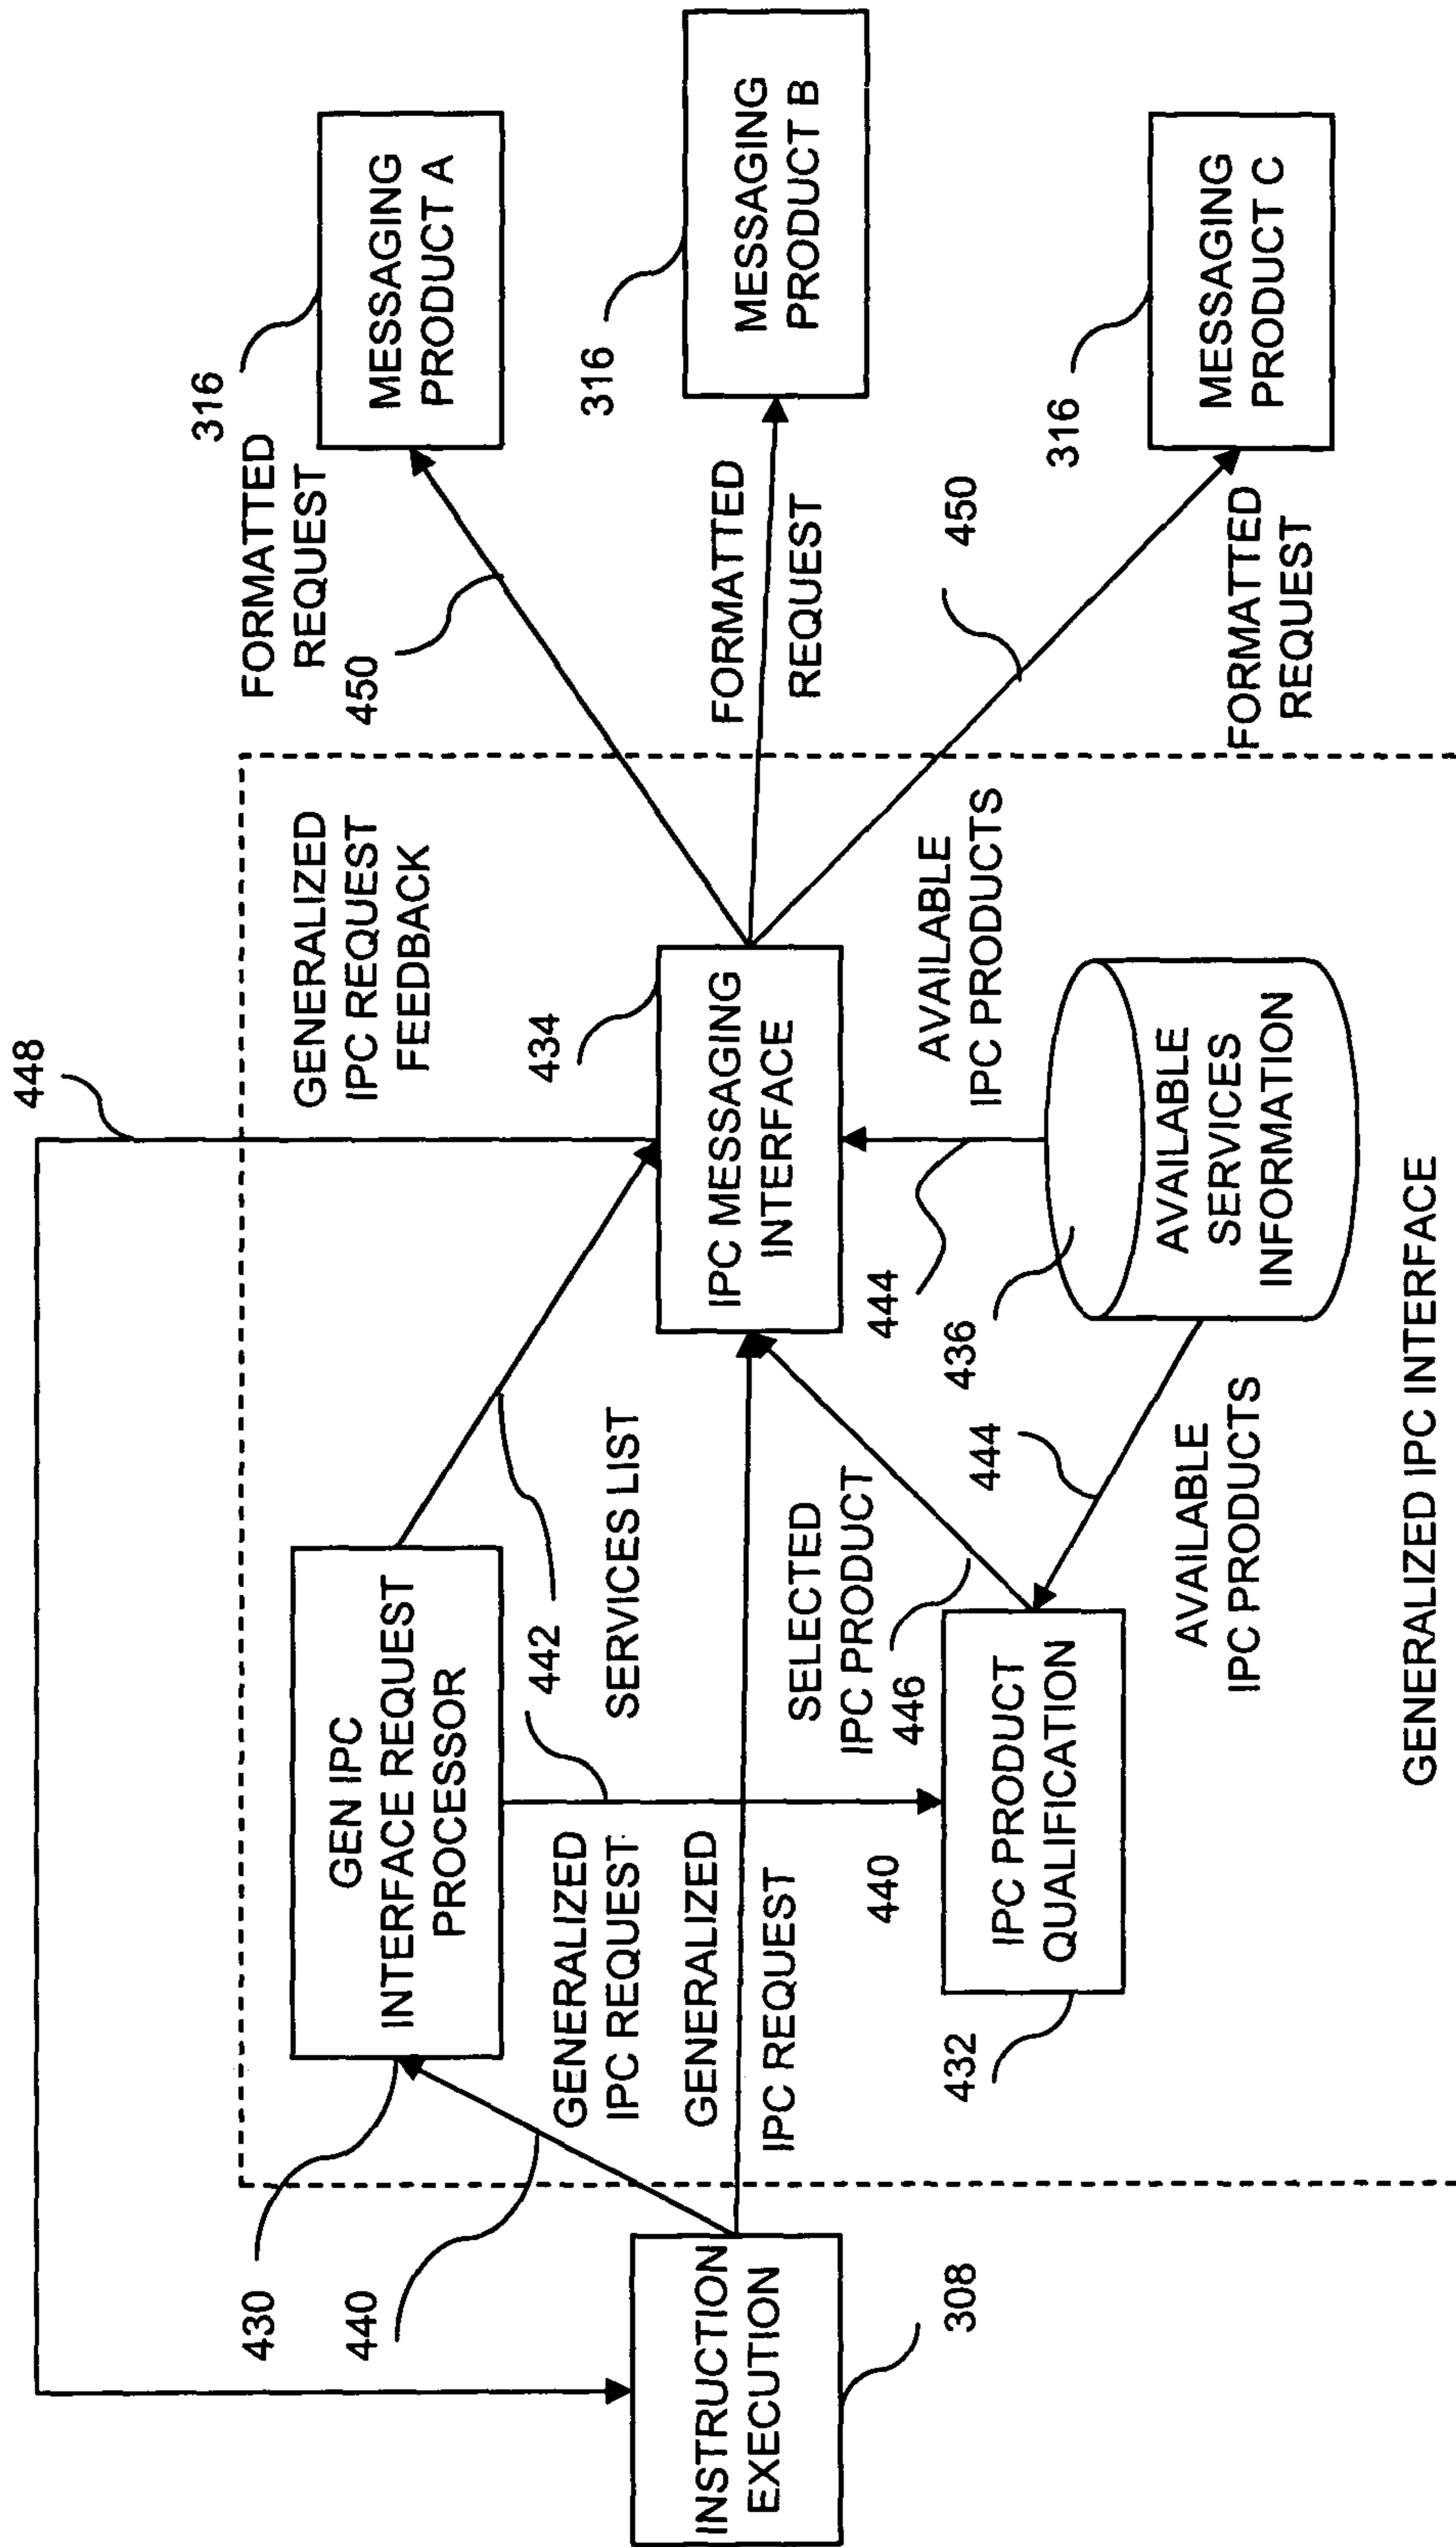 448
GENERALIZED
IPC REQUEST
FEEDBACK
FORMATTED
REQUEST
316
MESSAGING
PRODUCT A
450
430
GEN IPC
INTERFACE REQUEST
PROCESSOR
440
442
SERVICES LIST
434
IPC MESSAGING
INTERFACE
FORMATTED
REQUEST
316
MESSAGING
PRODUCT B
INSTRUCTION
EXECUTION
308
GENERALIZED
IPC REQUEST
GENERALIZED
IPC REQUEST
440
SELECTED
IPC PRODUCT
446
444
AVAILABLE
IPC PRODUCTS
450
316
MESSAGING
PRODUCT C
FORMATTED
REQUEST
432
IPC PRODUCT
QUALIFICATION
444
AVAILABLE
IPC PRODUCTS
436
AVAILABLE
SERVICES
INFORMATION
GENERALIZED IPC INTERFACE